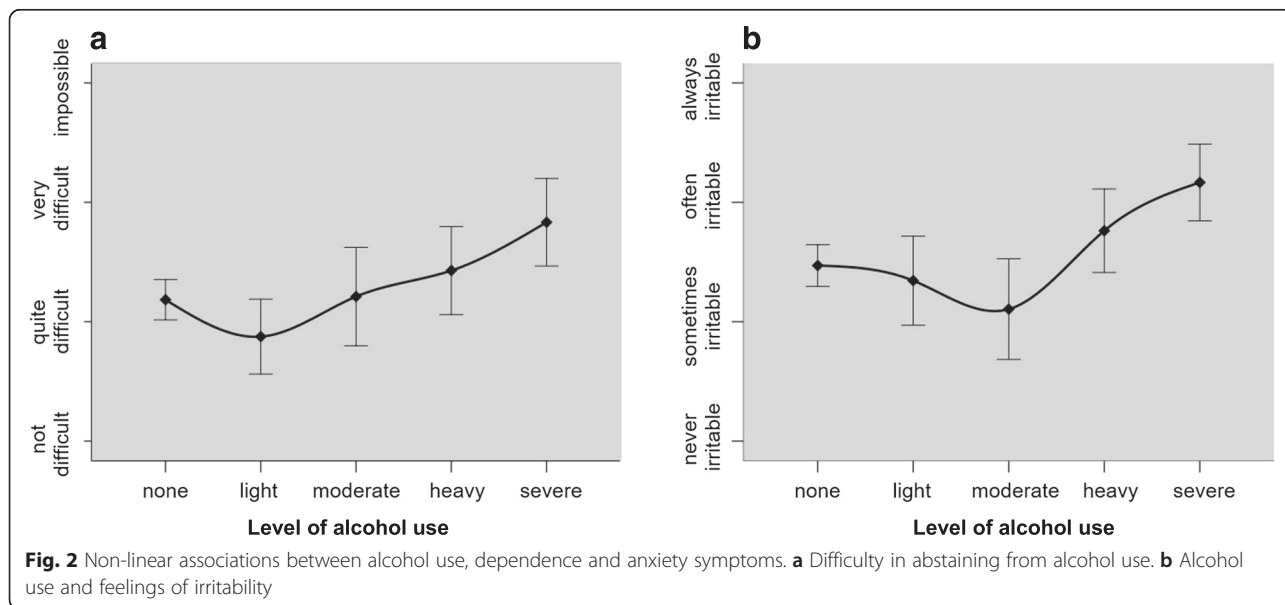 a
impossible
very
difficult
quite
difficult
not
difficult
none light moderate heavy severe
Level of alcohol use
b
always
irritable
often
irritable
sometimes
irritable
never
irritable
none light moderate heavy severe
Level of alcohol use
Fig. 2 Non-linear associations between alcohol use, dependence and anxiety symptoms. a Difficulty in abstaining from alcohol use. b Alcohol
use and feelings of irritability